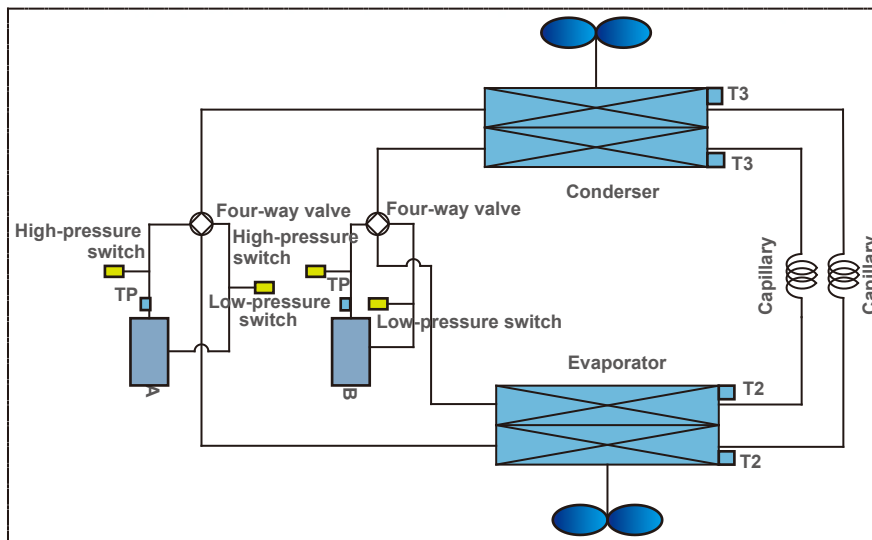 T3
T3
Conderser
Four-way valve
Four-way valve
High-pressure
switch
High-pressure
switch
TP
TP
Low-pressure
switch
Low-pressure switch
Capillary
Capillary
A
B
Evaporator
T2
T2